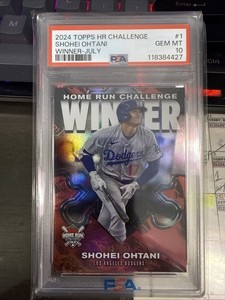 2024 TOPPS HR CHALLENGE #1
SHOHEI OHTANI GEM MT
WINNER-JULY 10
PSA 118384427
HOME RUN CHALLENGE
WINNER
Dodgers
SHOHEI OHTANI
LOS ANGELES DODGERS
PSA